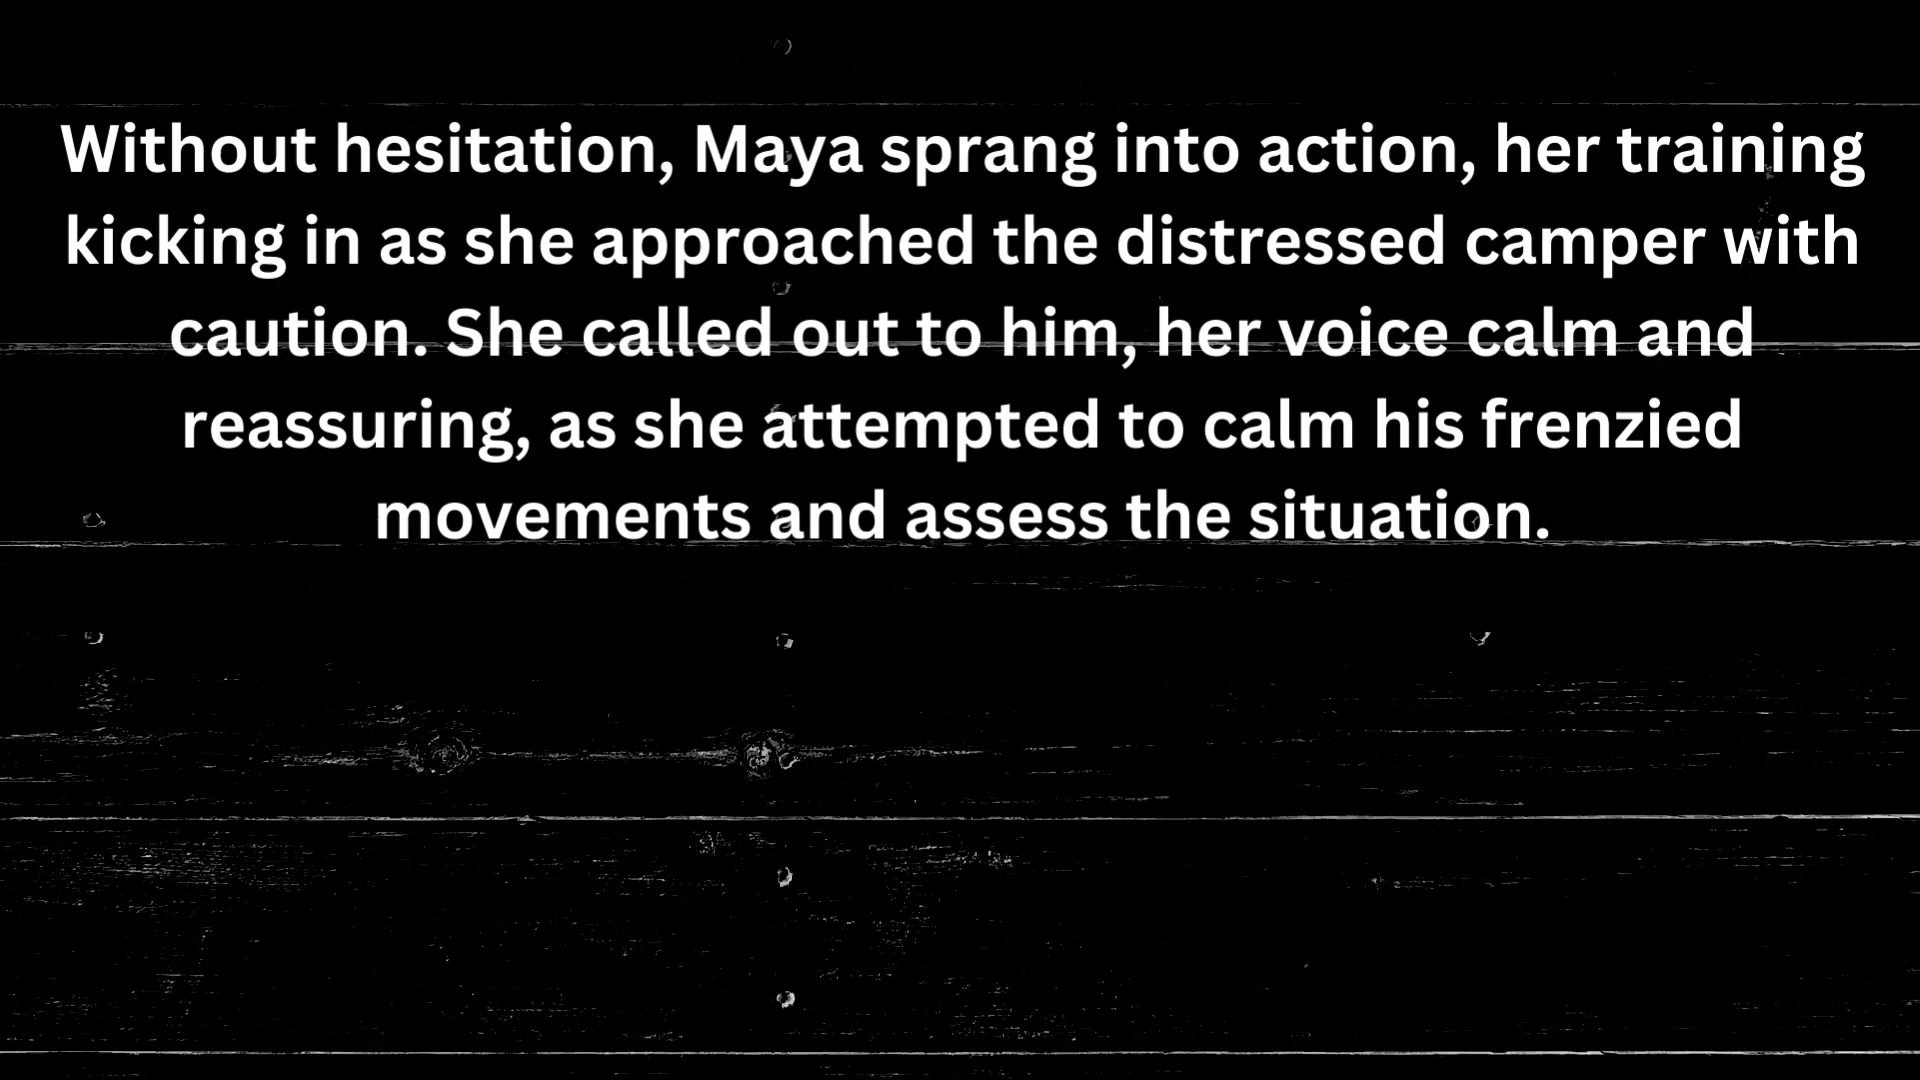 Without hesitation, Maya sprang into action, her training
kicking in as she approached the distressed camper with
caution. She called out to him, her voice calm and
reassuring, as she attempted to calm his frenzied
movements and assess the situation.